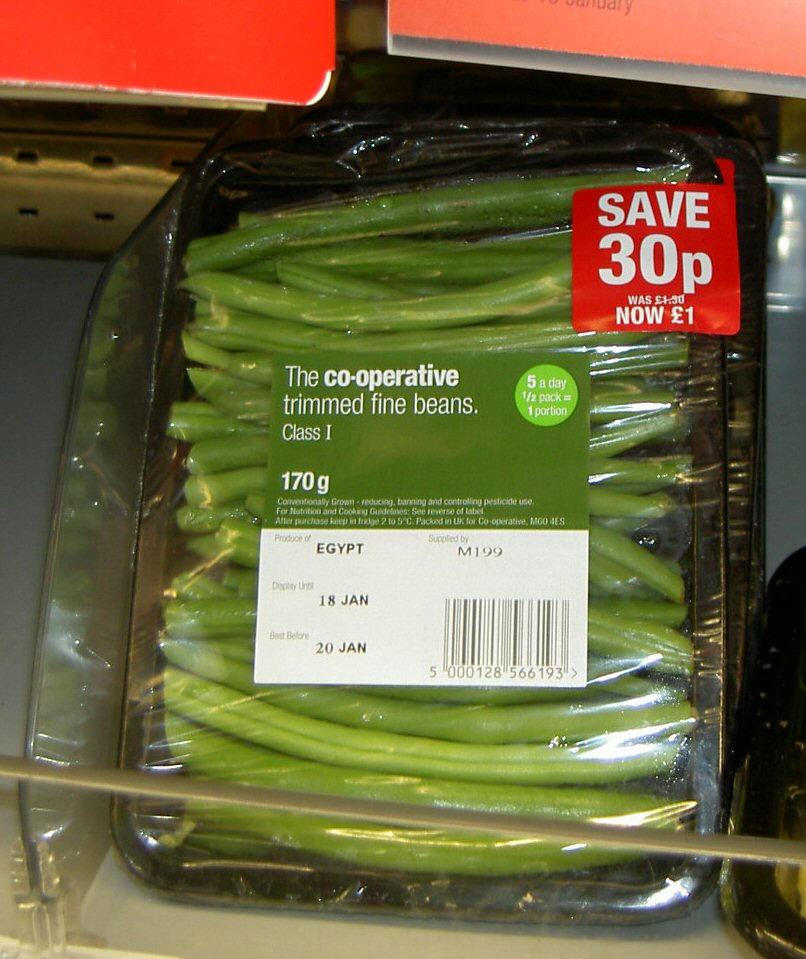 January
SAVE
30p
WAS £1.30
NOW £1
The co-operative
trimmed fine beans.
Class I
5 a day
1/2 pack =
1 portion
170g
Conventionally Grown - reducing, banning and controlling pesticide use.
For Nutrition and Cooking Guidelines: See reverse of label.
After purchase keep in fridge 2 to 5°C. Packed in UK for Co-operative, M60 4ES
Produce of
EGYPT
Supplied by
M199
Display Until
18 JAN
Best Before
20 JAN
5 000128 566193 >